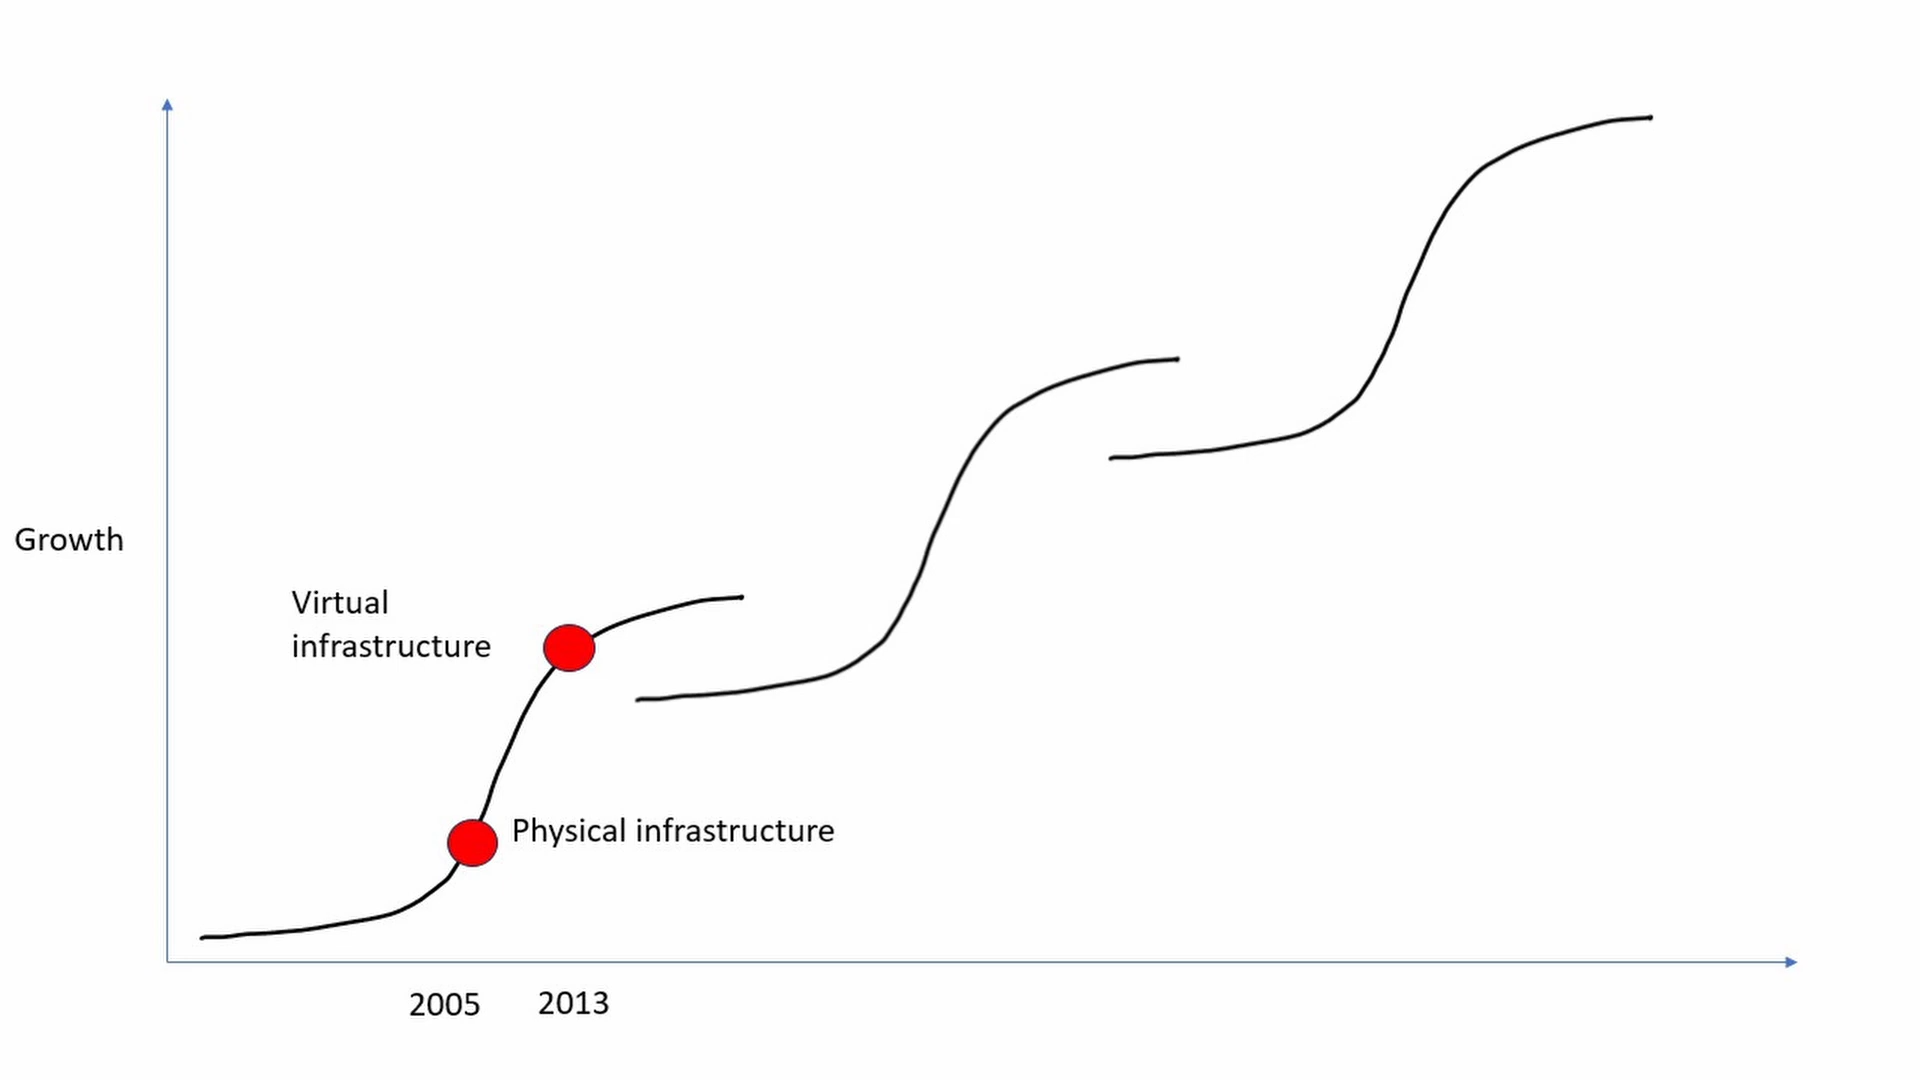 Growth
Virtual
infrastructure
Physical infrastructure
2005
2013